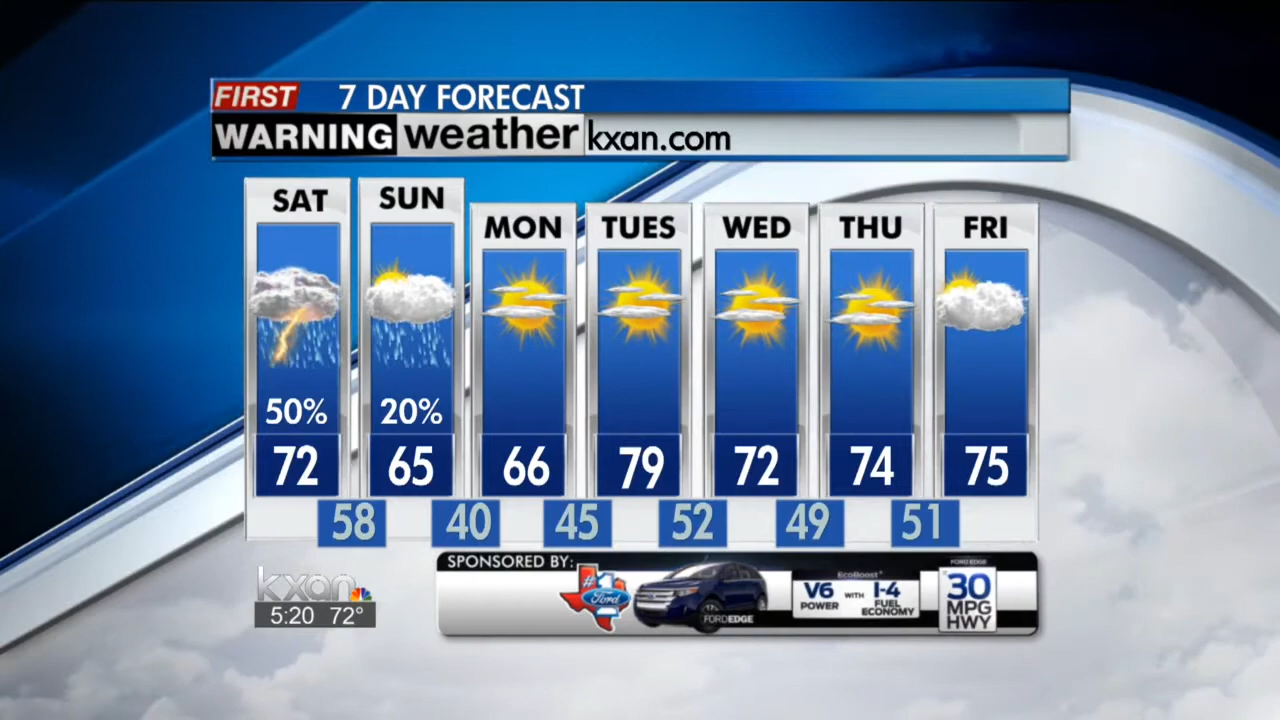 FIRST 7 DAY FORECAST
WARNING weather kxan.com
SAT SUN MON TUES WED THU FRI
50% 20%
72 65 66 79 72 74 75
58 40 45 52 49 51
kxan
5:20 72°
SPONSORED BY:
#1
Ford
FORDEDGE
EcoBoost
V6 POWER WITH I-4 FUEL ECONOMY
FORD EDGE
30
MPG
HWY